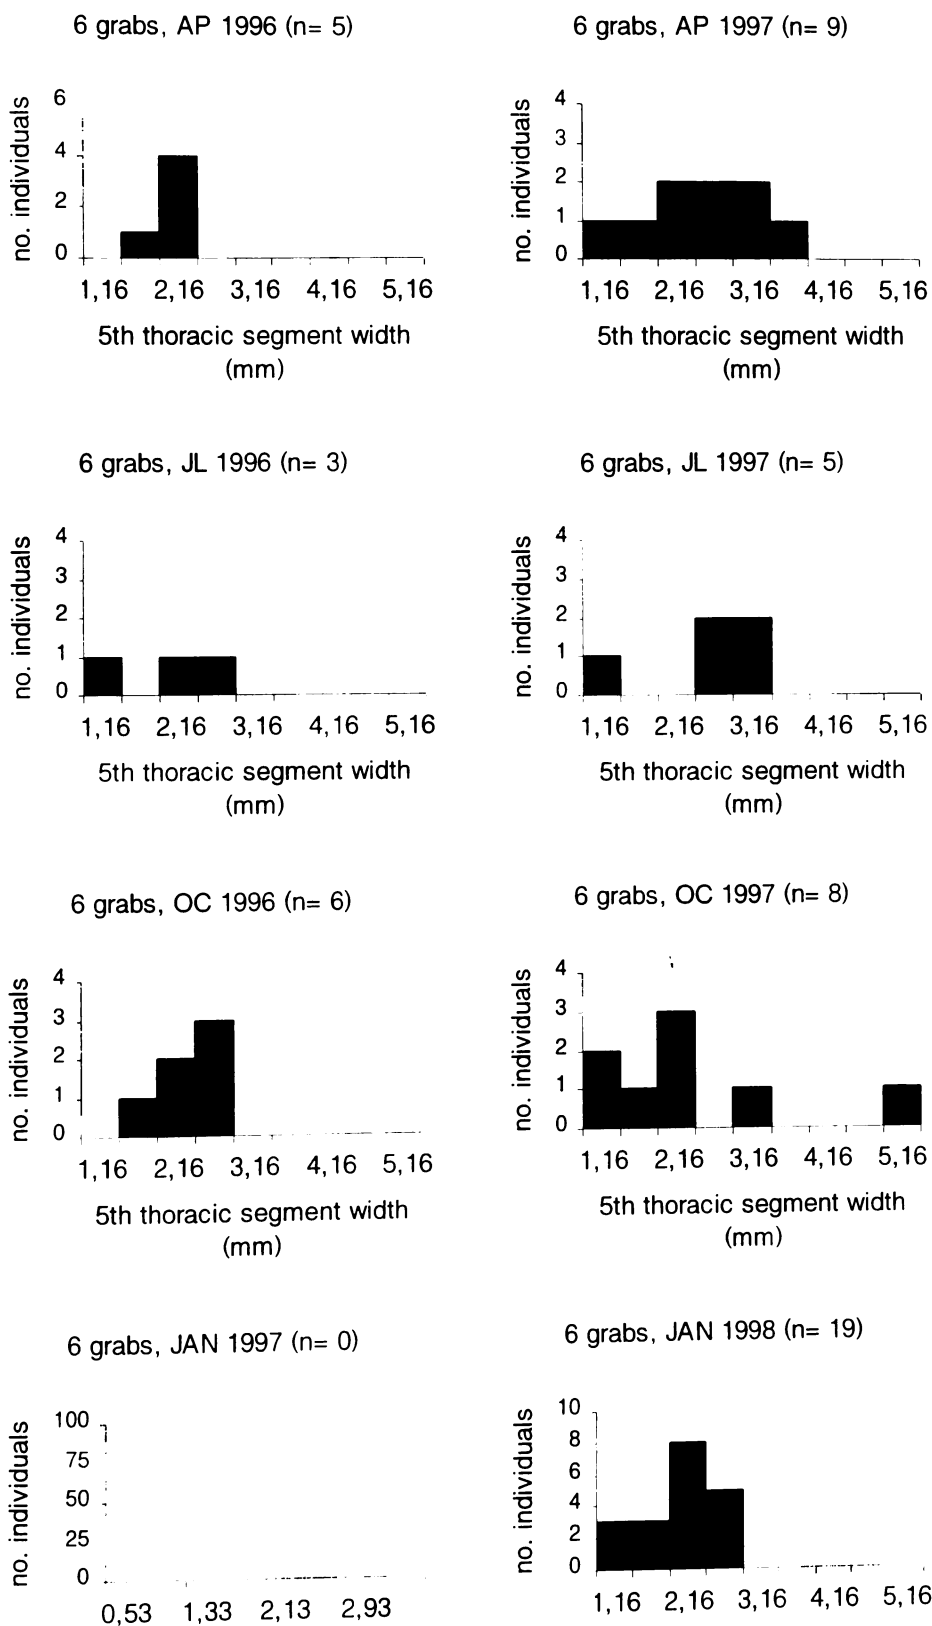 6 grabs, AP 1996 (n= 5)
no. individuals
6
4
2
0
1,16 2,16 3,16 4,16 5,16
5th thoracic segment width
(mm)
6 grabs, AP 1997 (n= 9)
no. individuals
4
3
2
1
0
1,16 2,16 3,16 4,16 5,16
5th thoracic segment width
(mm)
6 grabs, JL 1996 (n= 3)
no. individuals
4
3
2
1
0
1,16 2,16 3,16 4,16 5,16
5th thoracic segment width
(mm)
6 grabs, JL 1997 (n= 5)
no. individuals
4
3
2
1
0
1,16 2,16 3,16 4,16 5,16
5th thoracic segment width
(mm)
6 grabs, OC 1996 (n= 6)
no. individuals
4
3
2
1
0
1,16 2,16 3,16 4,16 5,16
5th thoracic segment width
(mm)
6 grabs, OC 1997 (n= 8)
no. individuals
4
3
2
1
0
1,16 2,16 3,16 4,16 5,16
5th thoracic segment width
(mm)
6 grabs, JAN 1997 (n= 0)
no. individuals
100
75
50
25
0
0,53 1,33 2,13 2,93
6 grabs, JAN 1998 (n= 19)
no. individuals
10
8
6
4
2
0
1,16 2,16 3,16 4,16 5,16